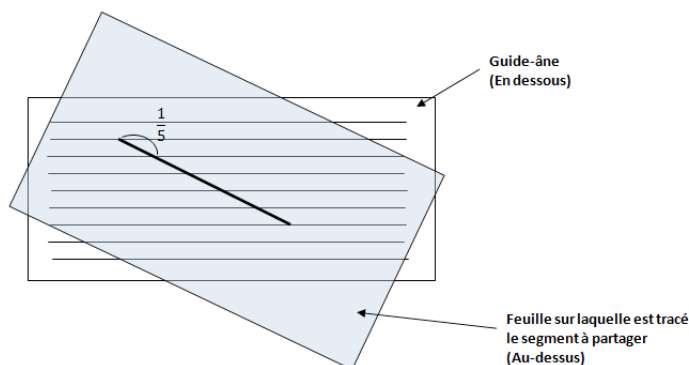 Guide-âne
(En dessous)
1
5
Feuille sur laquelle est tracé
le segment à partager
(Au-dessus)